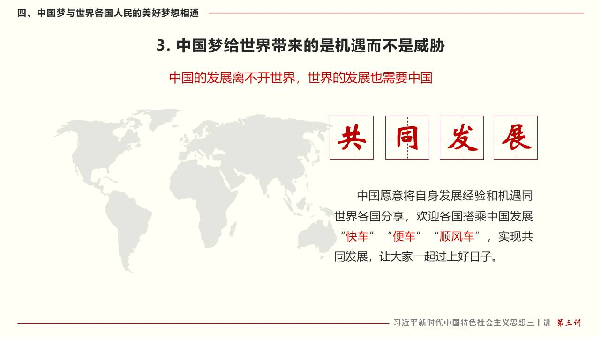 四、中国梦与世界各国人民的美好梦想相通
3. 中国梦给世界带来的是机遇而不是威胁
中国的发展离不开世界，世界的发展也需要中国
共同发展
中国愿意将自身发展经验和机遇同
世界各国分享，欢迎各国搭乘中国发展
“快车”“便车”“顺风车”，实现共
同发展，让大家一起过上好日子。
习近平新时代中国特色社会主义思想三十讲 第三讲